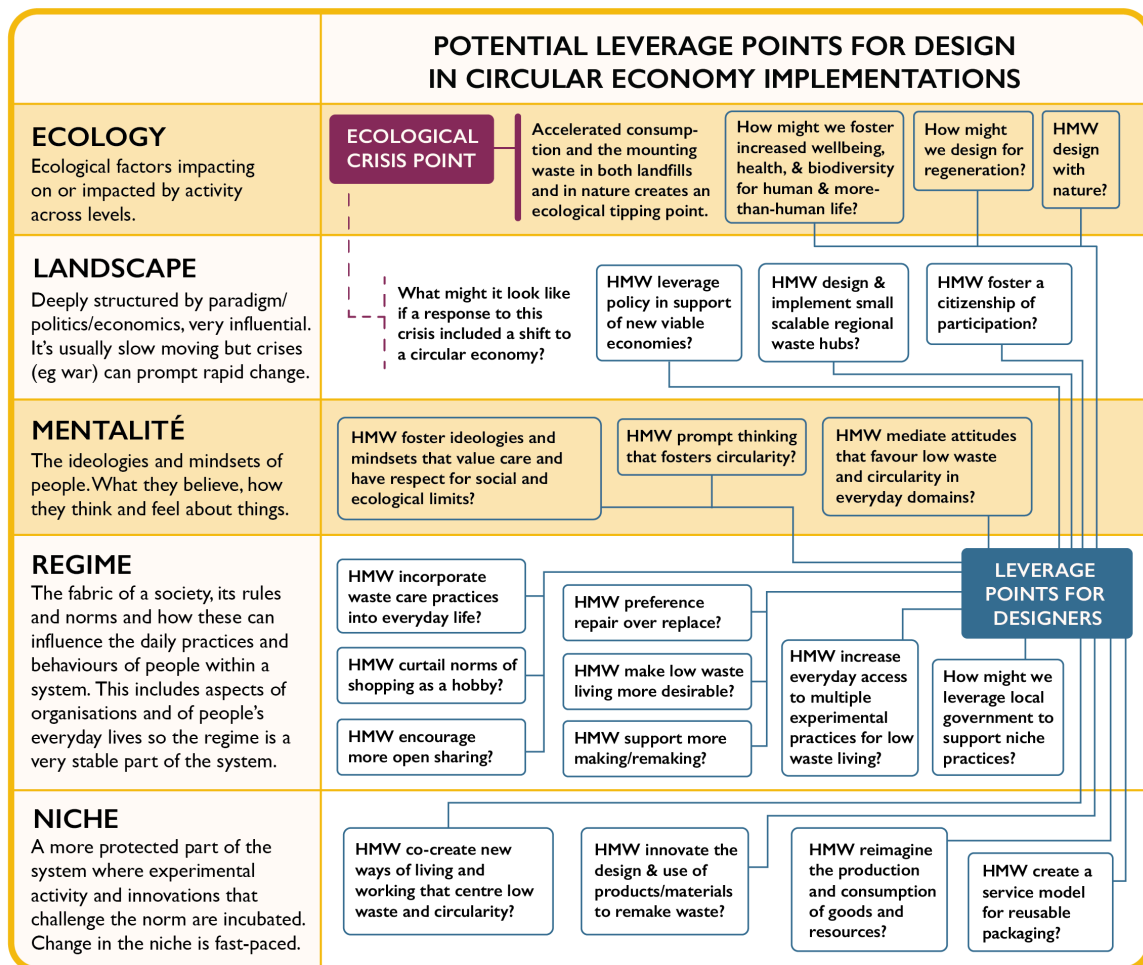 POTENTIAL LEVERAGE POINTS FOR DESIGN
IN CIRCULAR ECONOMY IMPLEMENTATIONS
ECOLOGY
Ecological factors impacting
on or impacted by activity
across levels.
ECOLOGICAL
CRISIS POINT
Accelerated consump-
tion and the mounting
waste in both landfills
and in nature creates an
ecological tipping point.
How might we foster
increased wellbeing,
health, & biodiversity
for human & more-
than-human life?
How might
we design for
regeneration?
HMW
design
with
nature?
LANDSCAPE
Deeply structured by paradigm/
politics/economics, very influential.
It's usually slow moving but crises
(eg war) can prompt rapid change.
What might it look like
if a response to this
crisis included a shift to
a circular economy?
HMW leverage
policy in support
of new viable
economies?
HMW design &
implement small
scalable regional
waste hubs?
HMW foster a
citizenship of
participation?
MENTALITÉ
The ideologies and mindsets of
people. What they believe, how
they think and feel about things.
HMW foster ideologies and
mindsets that value care and
have respect for social and
ecological limits?
HMW prompt thinking
that fosters circularity?
HMW mediate attitudes
that favour low waste
and circularity in
everyday domains?
REGIME
The fabric of a society, its rules
and norms and how these can
influence the daily practices and
behaviours of people within a
system. This includes aspects of
organisations and of people's
everyday lives so the regime is a
very stable part of the system.
HMW incorporate
waste care practices
into everyday life?
HMW curtail norms of
shopping as a hobby?
HMW encourage
more open sharing?
HMW preference
repair over replace?
HMW make low waste
living more desirable?
HMW support more
making/remaking?
LEVERAGE
POINTS FOR
DESIGNERS
HMW increase
everyday access
to multiple
experimental
practices for low
waste living?
How might we
leverage local
government to
support niche
practices?
NICHE
A more protected part of the
system where experimental
activity and innovations that
challenge the norm are incubated.
Change in the niche is fast-paced.
HMW co-create new
ways of living and
working that centre low
waste and circularity?
HMW innovate the
design & use of
products/materials
to remake waste?
HMW reimagine
the production
and consumption
of goods and
resources?
HMW create a
service model
for reusable
packaging?